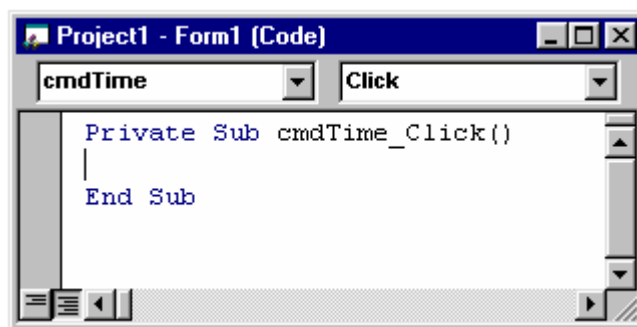 Project1 - Form1 (Code)
cmdTime Click
Private Sub cmdTime_Click()
End Sub